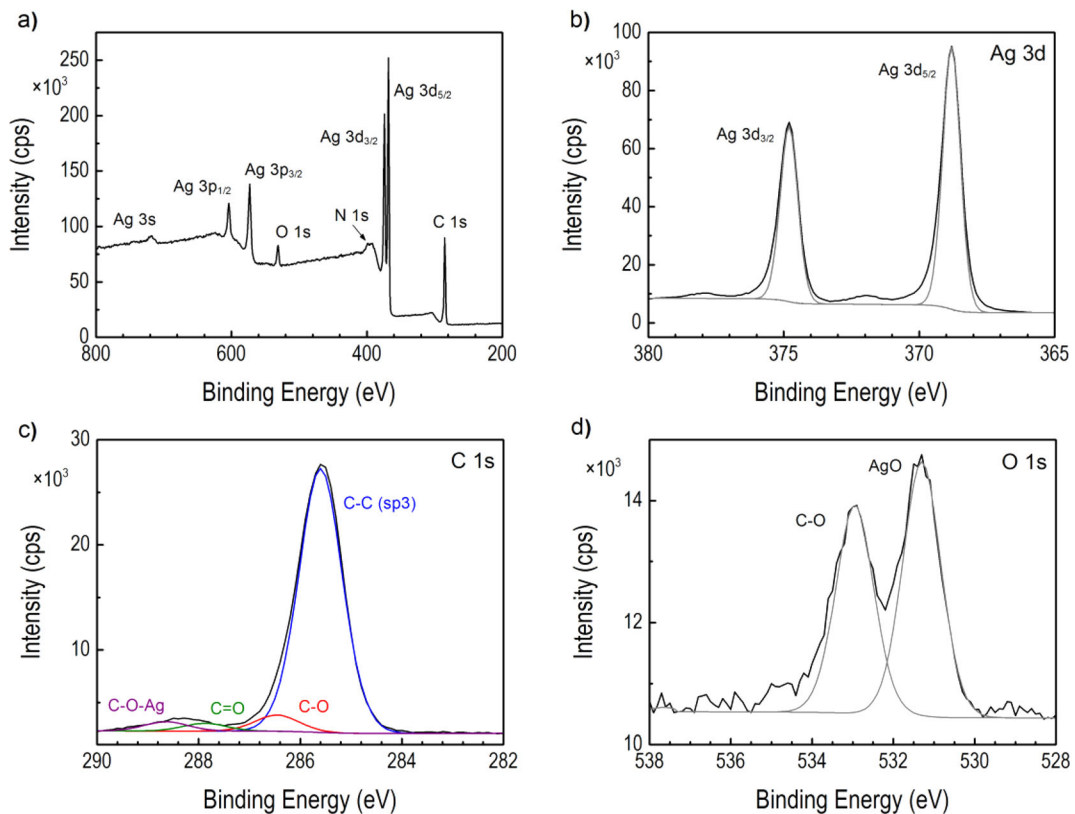 a)
×10³
250
200
150
100
50
0
800
600
400
200
Intensity (cps)
Binding Energy (eV)
Ag 3s
Ag 3p1/2
Ag 3p3/2
O 1s
N 1s
Ag 3d3/2
Ag 3d5/2
C 1s
b)
×10³
100
80
60
40
20
0
380
375
370
365
Intensity (cps)
Binding Energy (eV)
Ag 3d
Ag 3d3/2
Ag 3d5/2
c)
×10³
30
20
10
290
288
286
284
282
Intensity (cps)
Binding Energy (eV)
C 1s
C-C (sp3)
C-O-Ag
C=O
C-O
d)
×10³
14
12
10
538
536
534
532
530
528
Intensity (cps)
Binding Energy (eV)
O 1s
AgO
C-O